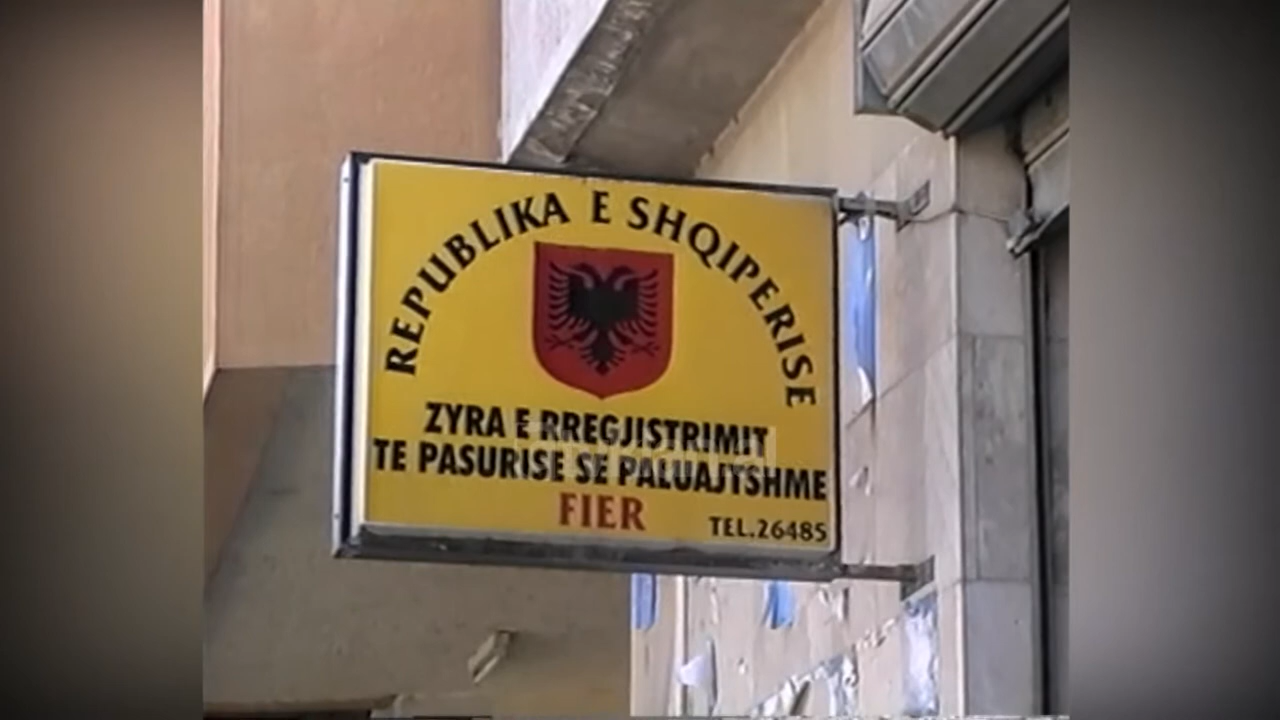 REPUBLIKA E SHQIPERISE
ZYRA E RREGJISTRIMIT
TE PASURISE SE PALUAJTSHME
FIER
TEL.26485